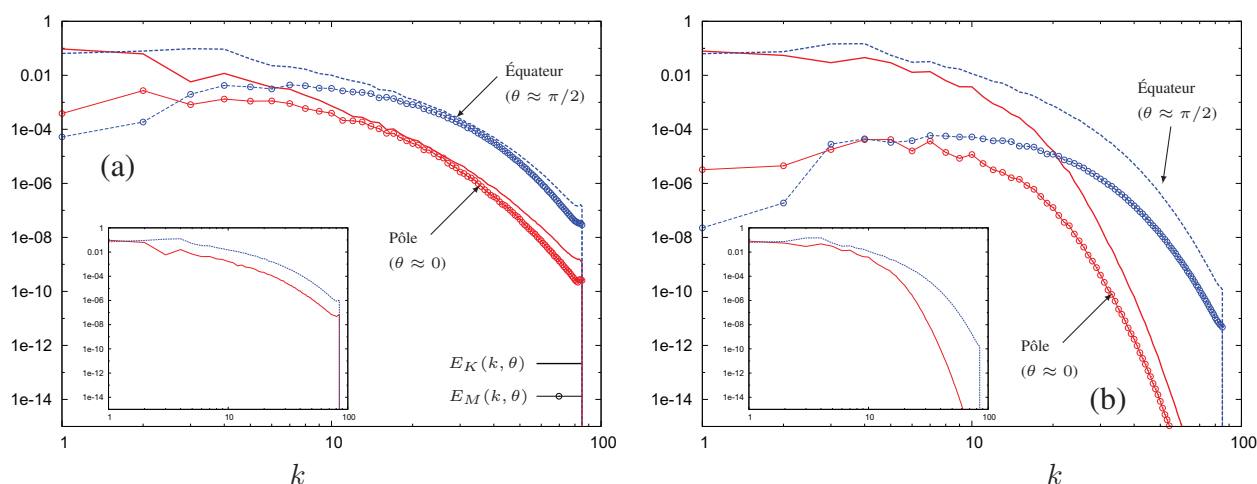 1
0.01
1e-04
1e-06
1e-08
1e-10
1e-12
1e-14
1
10
100
k
(a)
Équateur
(θ ≈ π/2)
Pôle
(θ ≈ 0)
E_K(k, θ)
E_M(k, θ)
1
0.01
1e-04
1e-06
1e-08
1e-10
1e-12
1e-14
1
10
100
1
0.01
1e-04
1e-06
1e-08
1e-10
1e-12
1e-14
1
10
100
k
(b)
Équateur
(θ ≈ π/2)
Pôle
(θ ≈ 0)
1
0.01
1e-04
1e-06
1e-08
1e-10
1e-12
1e-14
1
10
100